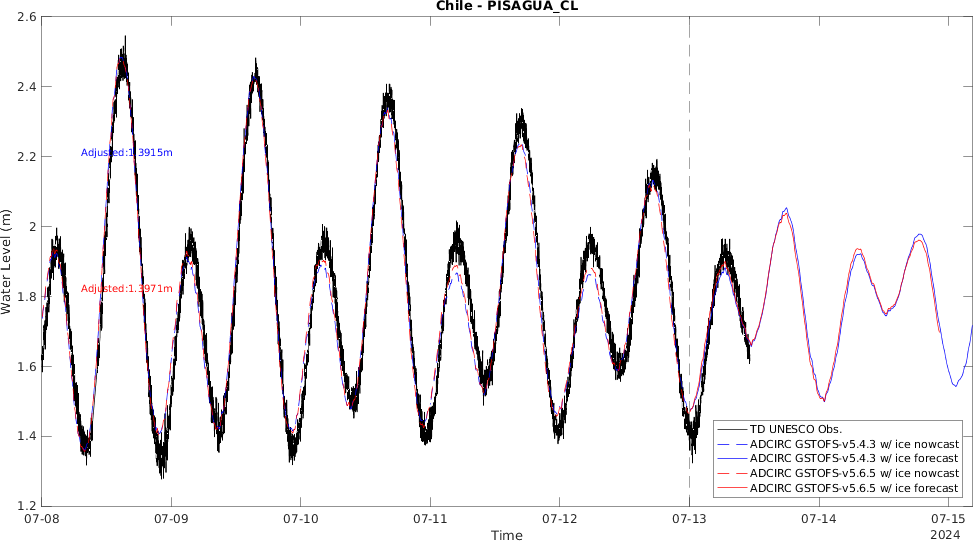 Chile - PISAGUA_CL
2.6
2.4
2.2
2
1.8
1.6
1.4
1.2
Water Level (m)
Adjusted:1.3915m
Adjusted:1.3971m
TD UNESCO Obs.
ADCIRC GSTOFS-v5.4.3 w/ ice nowcast
ADCIRC GSTOFS-v5.4.3 w/ ice forecast
ADCIRC GSTOFS-v5.6.5 w/ ice nowcast
ADCIRC GSTOFS-v5.6.5 w/ ice forecast
07-08 07-09 07-10 07-11 07-12 07-13 07-14 07-15
Time
2024